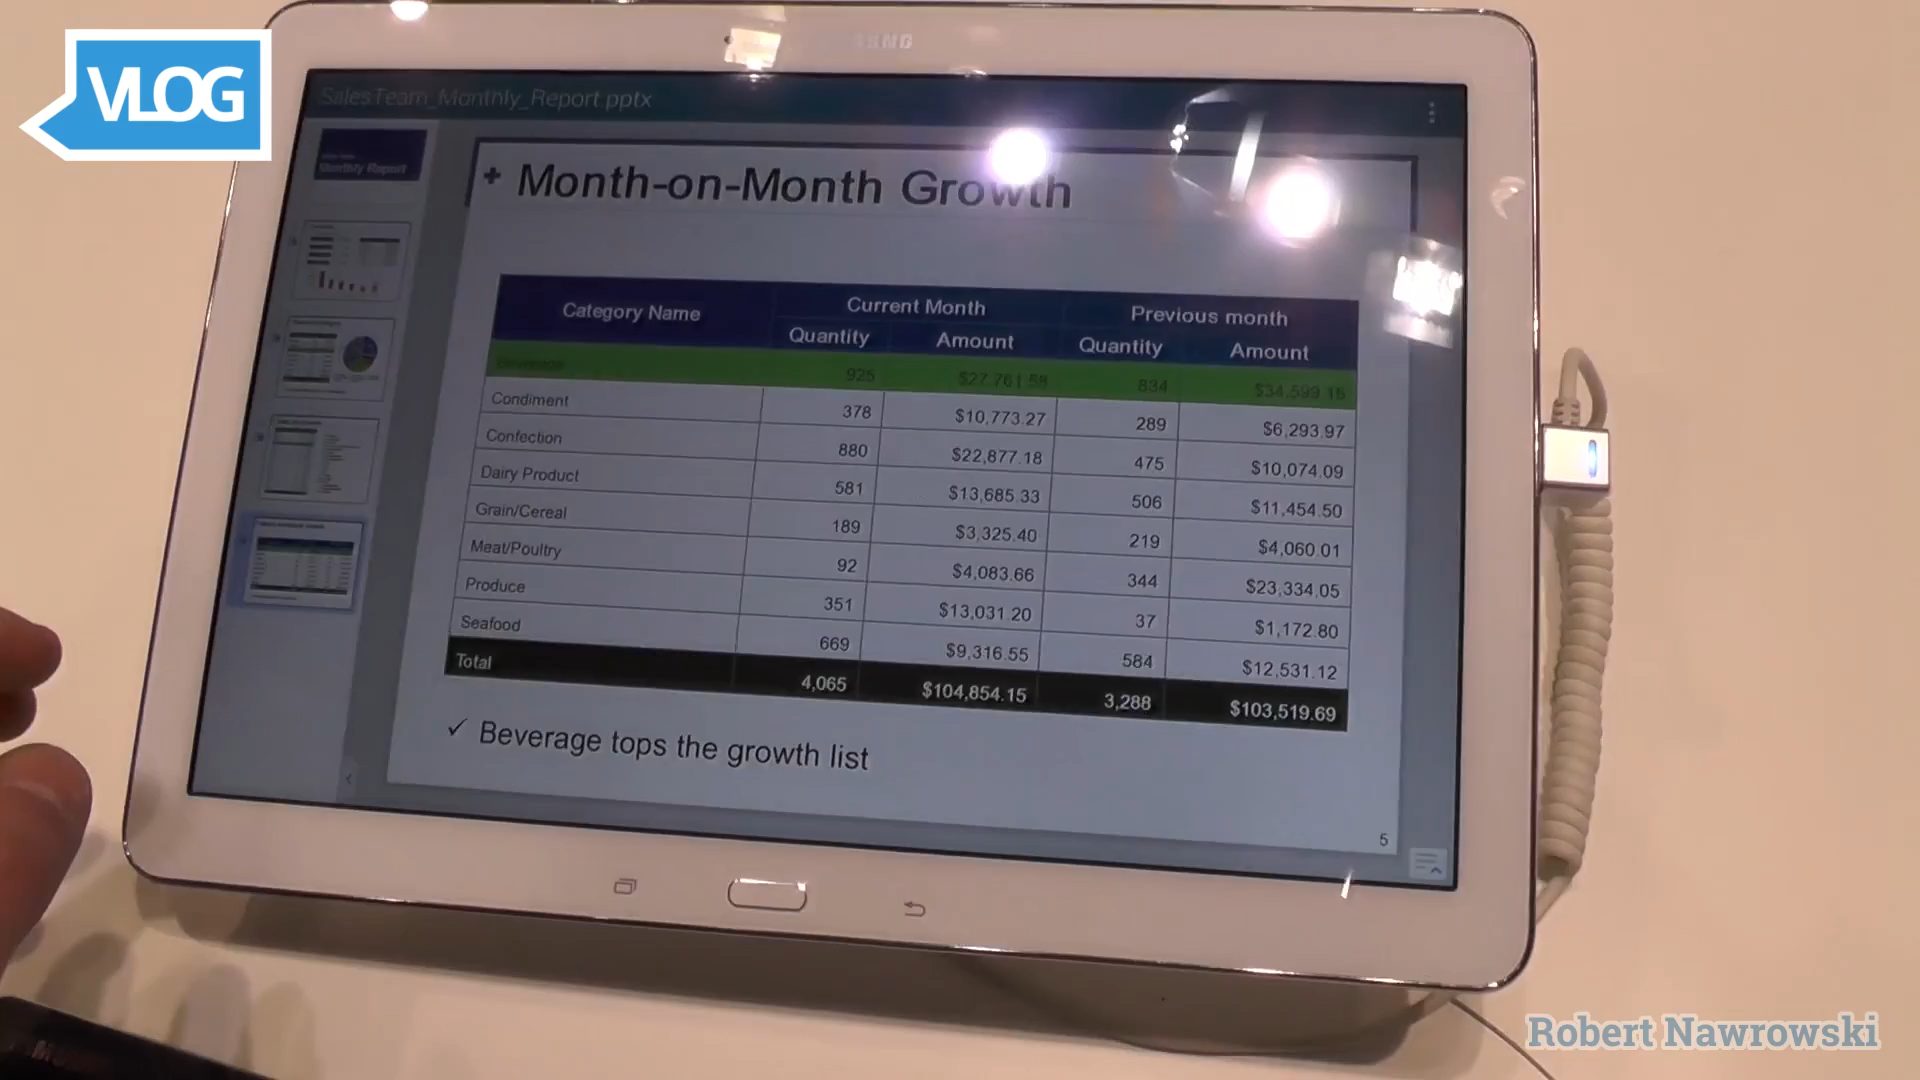 VLOG
SAMSUNG
SalesTeam_Monthly_Report.pptx
Monthly Report
+ Month-on-Month Growth
Category Name Current Month Previous month
Quantity Amount Quantity Amount
Beverage 925 $27,761.58 834 $34,599.15
Condiment 378 $10,773.27 289 $6,293.97
Confection 880 $22,877.18 475 $10,074.09
Dairy Product 581 $13,685.33 506 $11,454.50
Grain/Cereal 189 $3,325.40 219 $4,060.01
Meat/Poultry 92 $4,083.66 344 $23,334.05
Produce 351 $13,031.20 37 $1,172.80
Seafood 669 $9,316.55 584 $12,531.12
Total 4,065 $104,854.15 3,288 $103,519.69
✓ Beverage tops the growth list
5
Robert Nawrowski